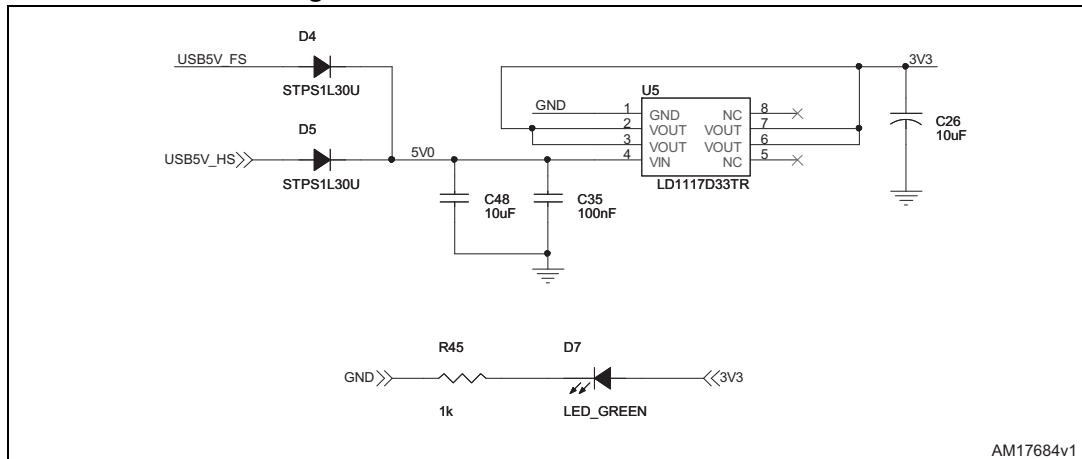 D4
USB5V_FS
STPS1L30U
D5
USB5V_HS
STPS1L30U
5V0
C48
10uF
C35
100nF
U5
GND
1 GND NC 8
2 VOUT VOUT 7
3 VOUT VOUT 6
4 VIN NC 5
LD1117D33TR
3V3
C26
10uF
R45
D7
GND
3V3
1k
LED_GREEN
AM17684v1